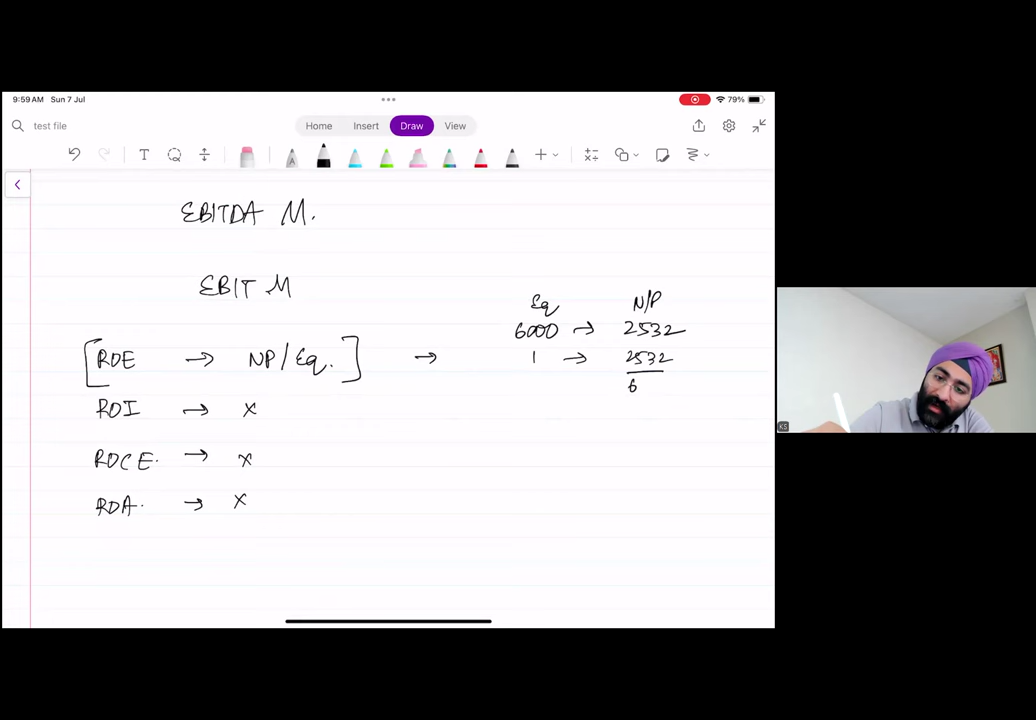 9:59 AM Sun 7 Jul
79%
test file
Home Insert Draw View
T
A
EBITDA M.
EBIT M
Eq N/P
6000 → 2532
[ROE → NP/Eq.] → 1 → 2532
6
ROI → x
ROCE. → x
ROA. → x
KS